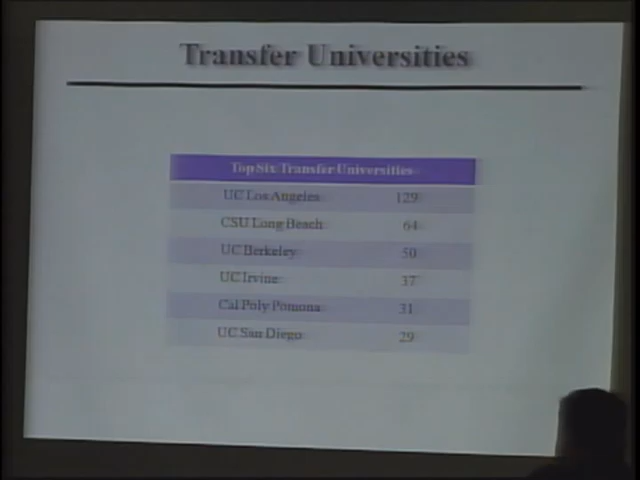 Transfer Universities
Top Six Transfer Universities
UC Los Angeles 129
CSU Long Beach 64
UC Berkeley 50
UC Irvine 37
Cal Poly Pomona 31
UC San Diego 29